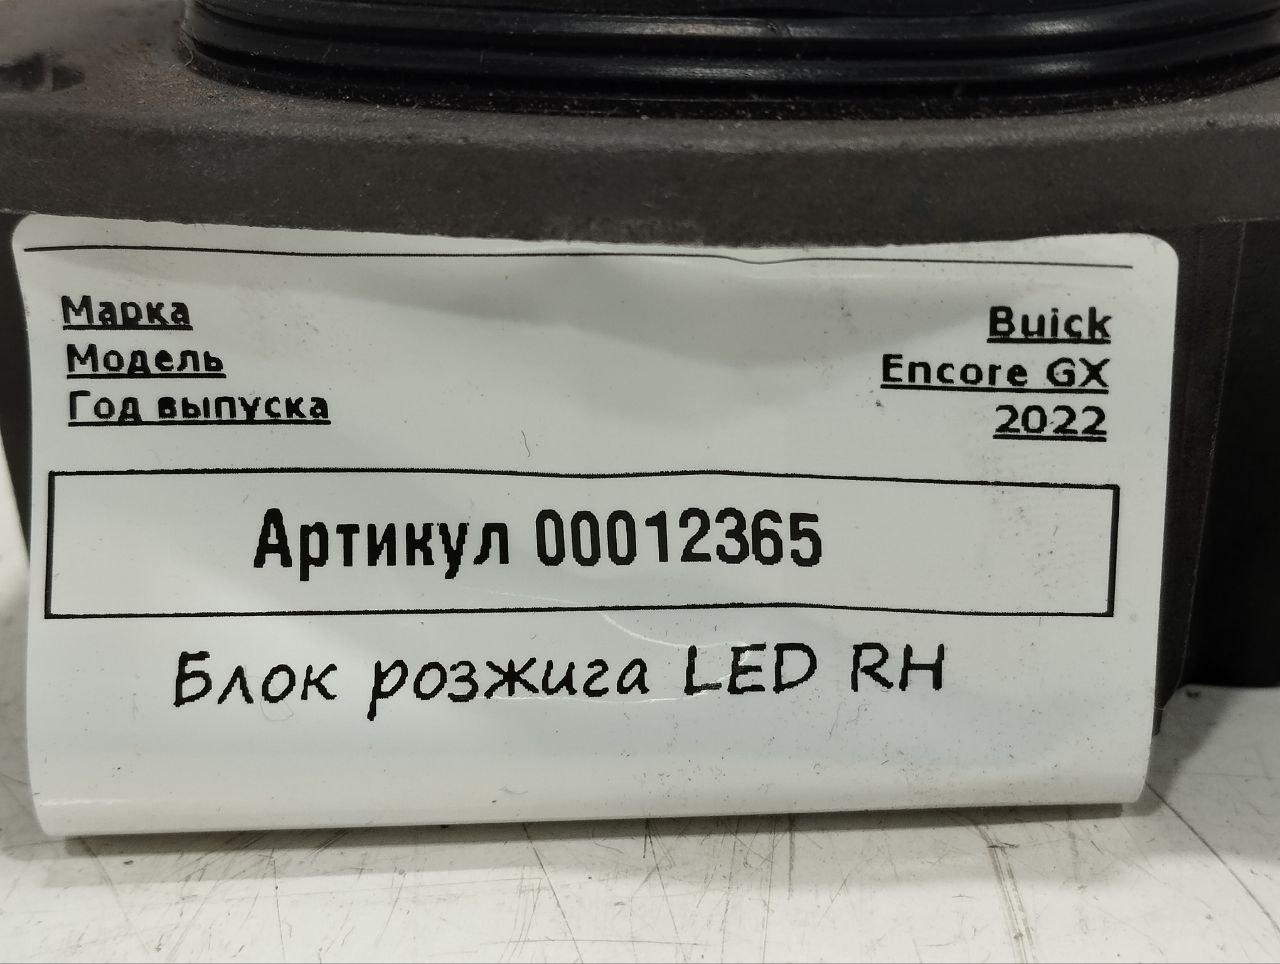 Марка Buick
Модель Encore GX
Год выпуска 2022
Артикул 00012365
Блок розжига LED RH